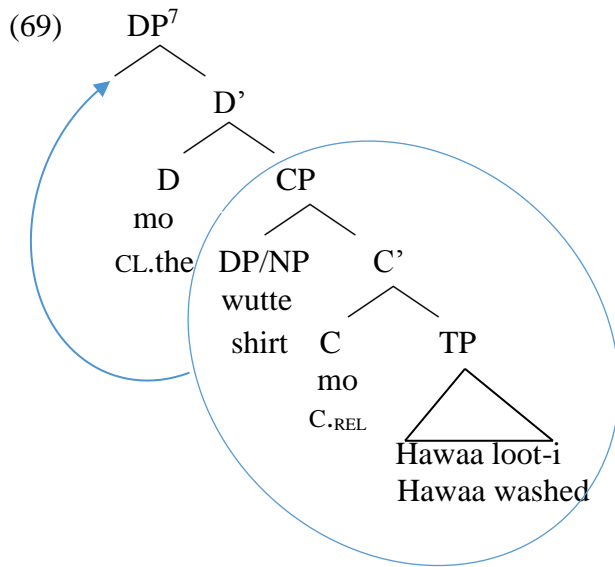 (69) DP7
D’
D CP
mo
CL.the DP/NP C’
wutte
shirt C TP
mo
C.REL
Hawaa loot-i
Hawaa washed